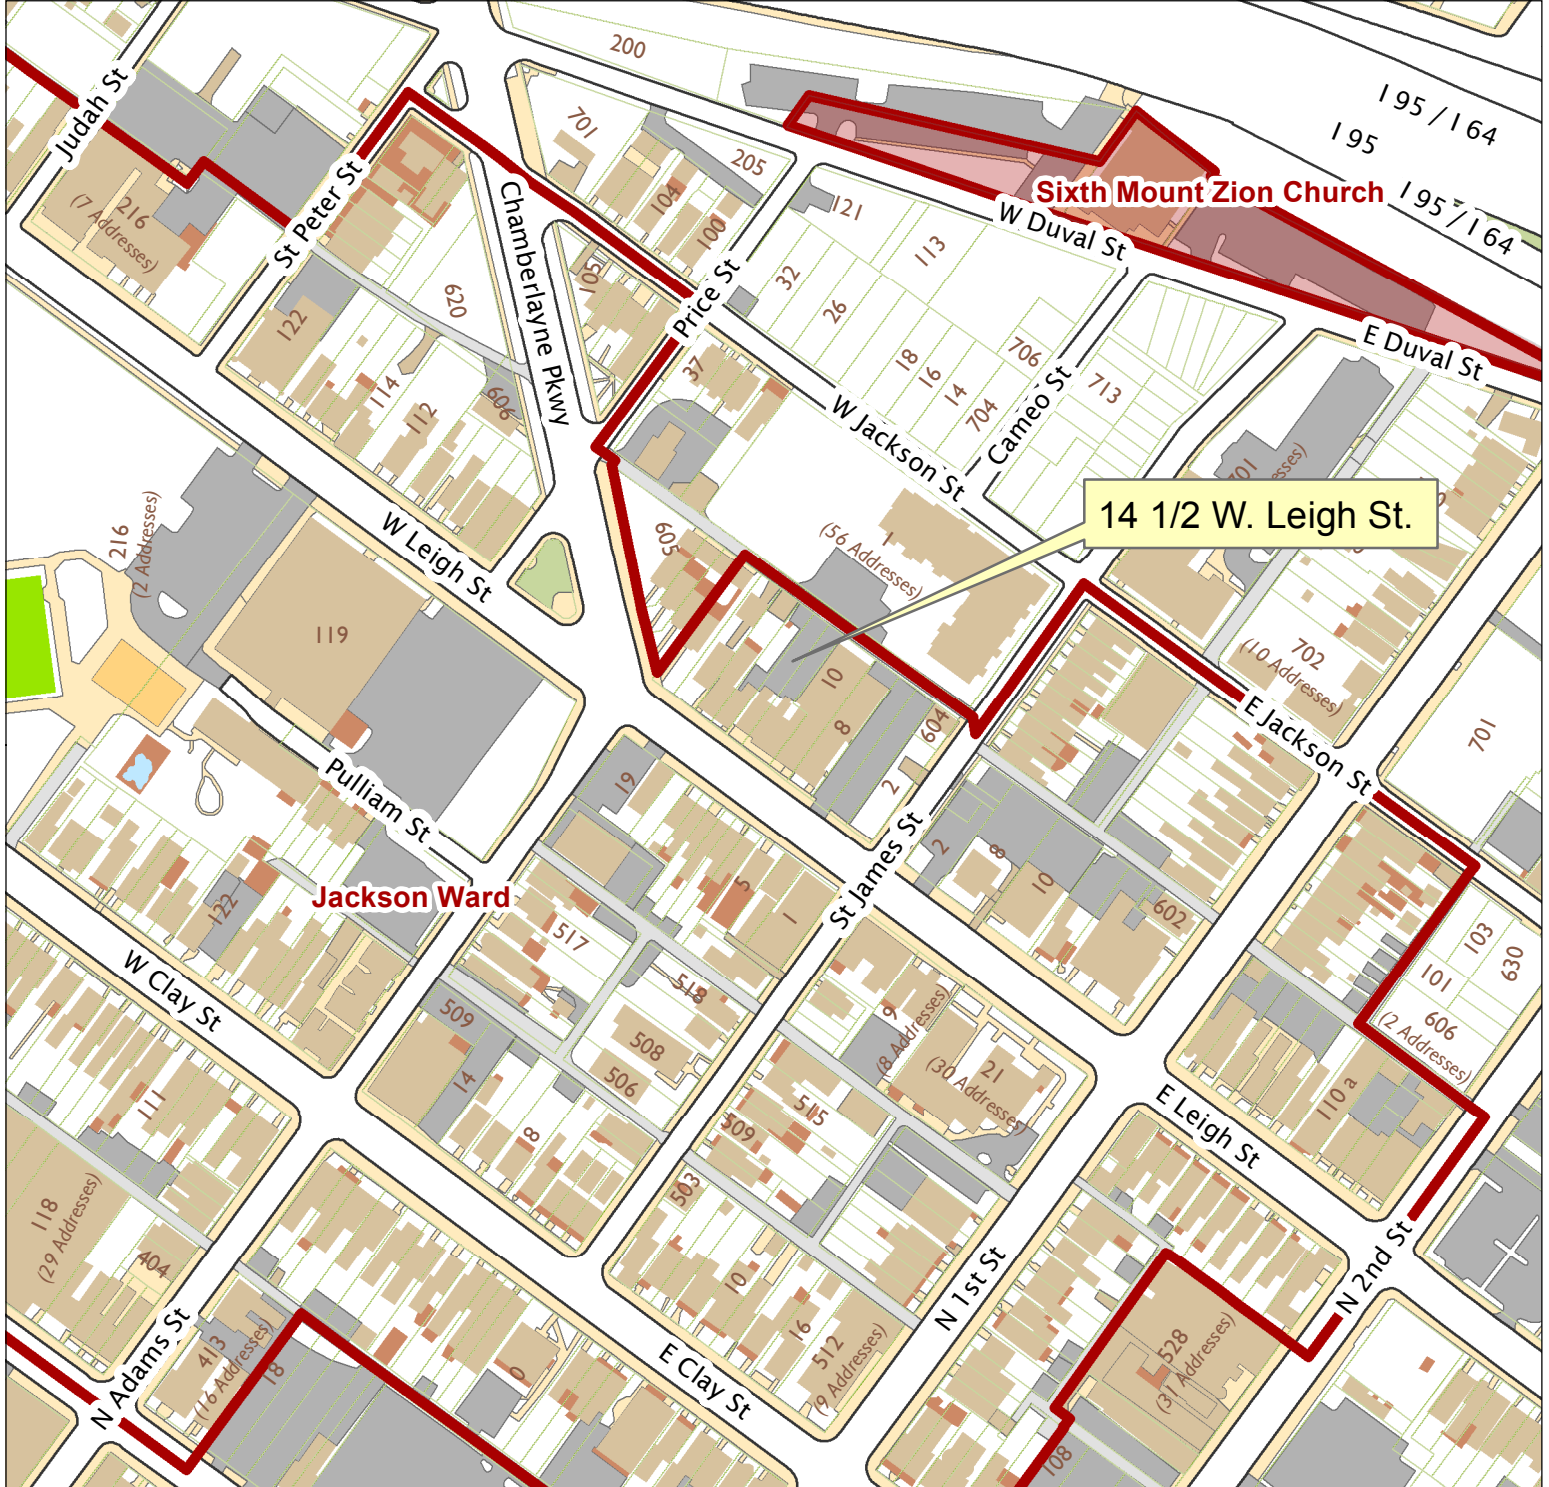 200
I 95 / I 64
I 95
I 95 / I 64
Judah St
701
205
104
100
Sixth Mount Zion Church
216
(7 Addresses)
St Peter St
Chamberlayne Pkwy
121
W Duval St
113
32
26
105
620
Price St
122
E Duval St
706
18
16
14
704
713
37
114
112
606
W Jackson St
Cameo St
701
216
(2 Addresses)
W Leigh St
605
1
(56 Addresses)
14 1/2 W. Leigh St.
119
702
(10 Addresses)
10
8
604
2
E Jackson St
701
Pulliam St
19
5
1
St James St
2
8
10
602
Jackson Ward
122
517
518
W Clay St
509
14
508
506
9
(8 Addresses)
21
(30 Addresses)
103
630
101
606
(2 Addresses)
111
8
515
509
503
E Leigh St
110 a
118
(29 Addresses)
404
10
16
512
(9 Addresses)
N 1st St
N 2nd St
N Adams St
413
(16 Addresses)
18
0
E Clay St
528
(31 Addresses)
108